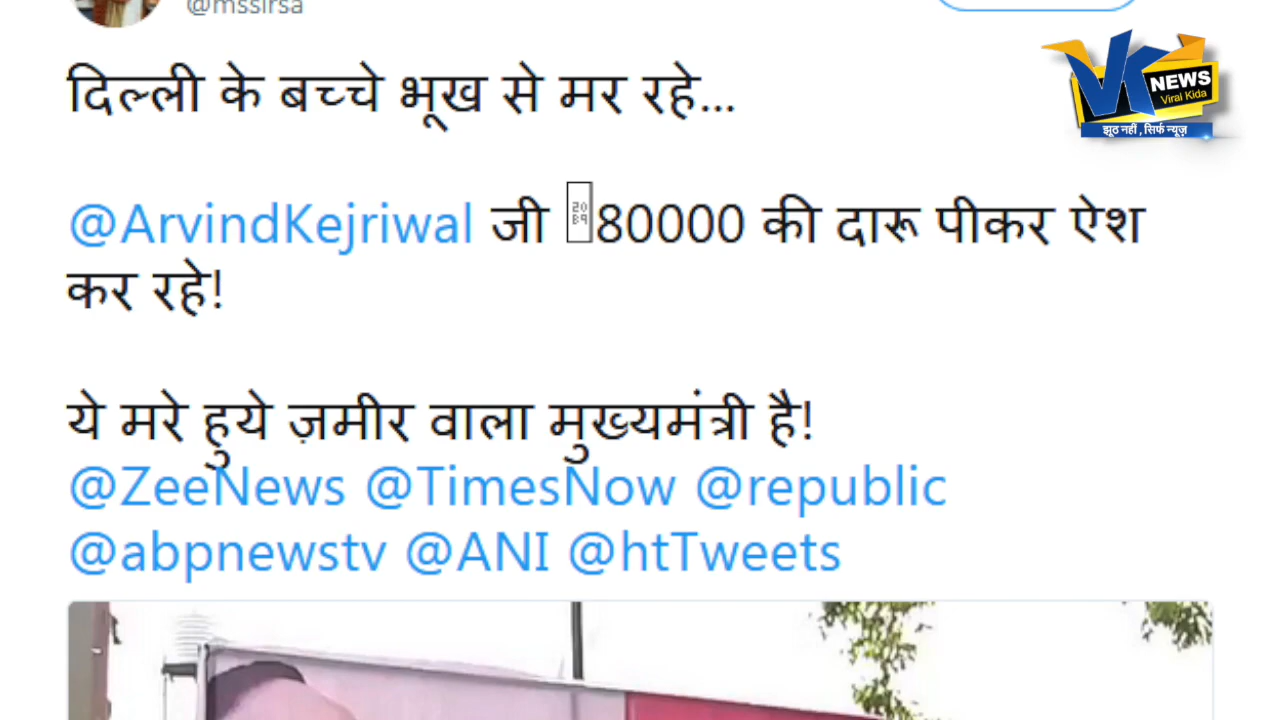 @mssirsa
दिल्ली के बच्चे भूख से मर रहे...
@ArvindKejriwal जी 80000 की दारू पीकर ऐश
कर रहे!
ये मरे हुये ज़मीर वाला मुख्यमंत्री है!
@ZeeNews @TimesNow @republic
@abpnewstv @ANI @htTweets
VK NEWS
Viral Kida
झूठ नहीं , सिर्फ न्यूज़